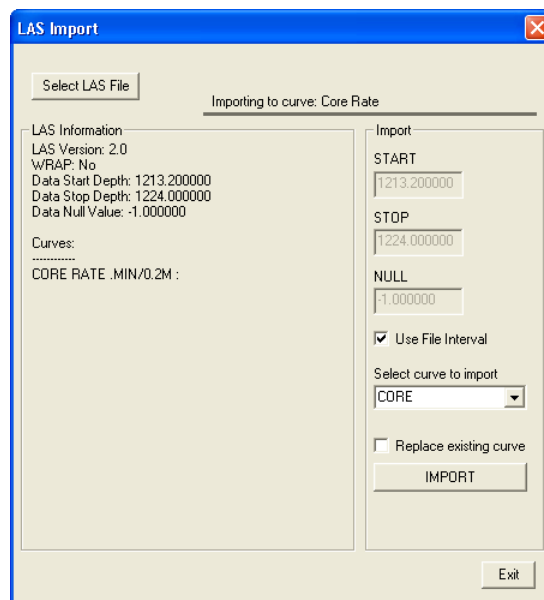 LAS Import
Select LAS File
Importing to curve: Core Rate
LAS Information
LAS Version: 2.0
WRAP: No
Data Start Depth: 1213.200000
Data Stop Depth: 1224.000000
Data Null Value: -1.000000
Curves:
------------
CORE RATE .MIN/0.2M :
Import
START
1213.200000
STOP
1224.000000
NULL
-1.000000
Use File Interval
Select curve to import
CORE
Replace existing curve
IMPORT
Exit